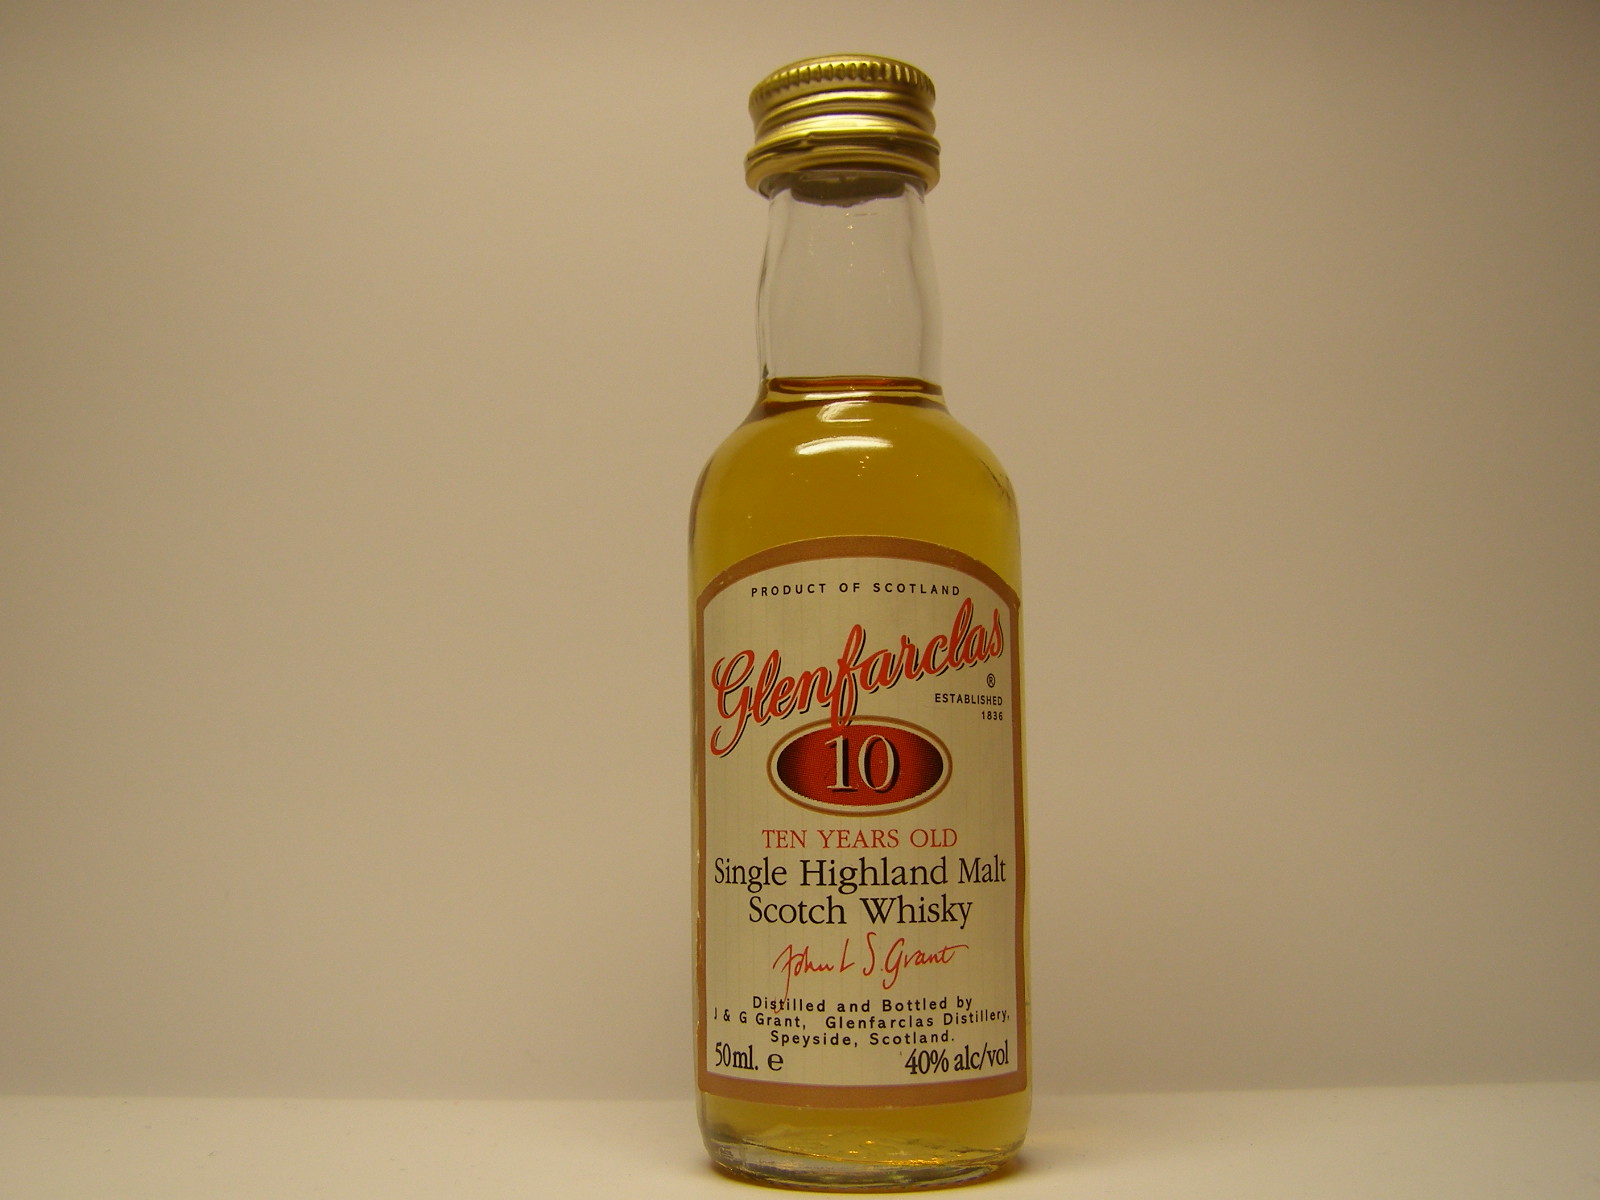 PRODUCT OF SCOTLAND
Glenfarclas
®
ESTABLISHED
1836
10
TEN YEARS OLD
Single Highland Malt
Scotch Whisky
John L S. Grant
Distilled and Bottled by
J & G Grant, Glenfarclas Distillery,
Speyside, Scotland.
50ml. e 40% alc/vol